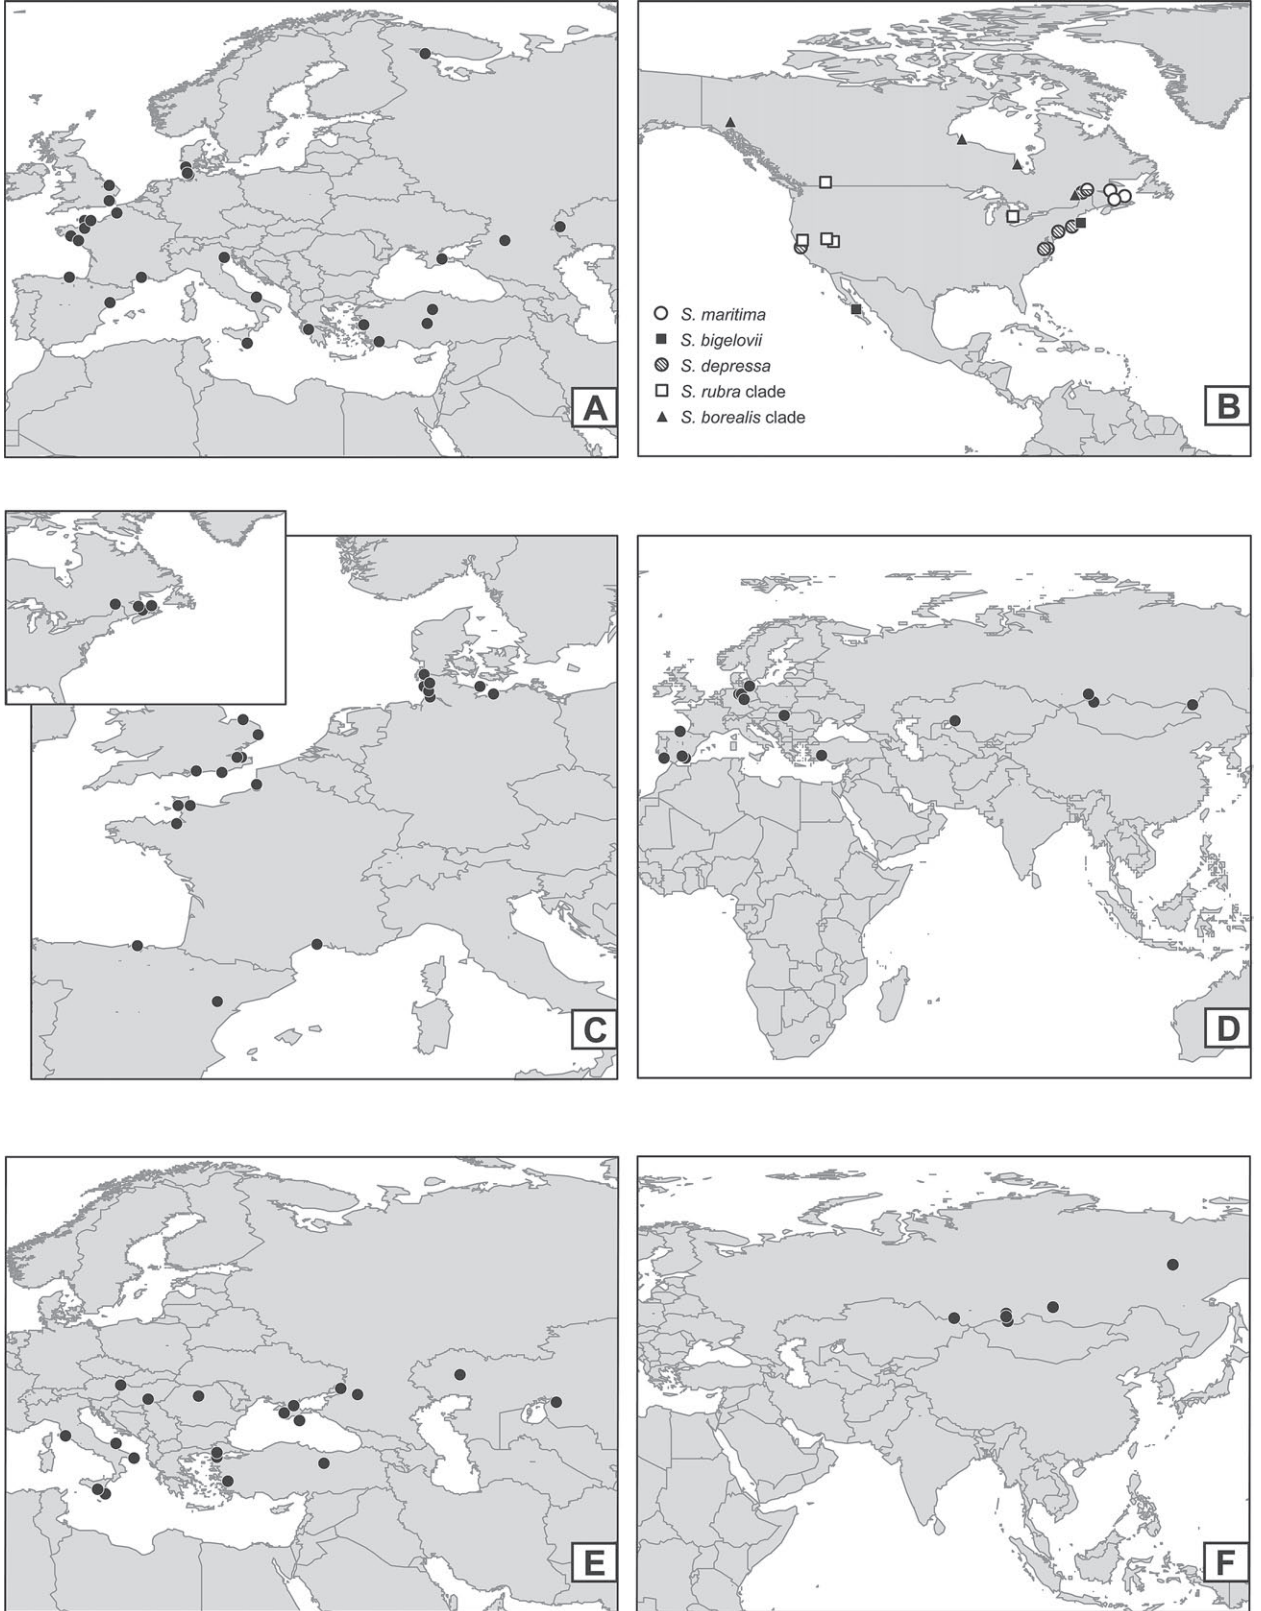 A
B
S. maritima
S. bigelovii
S. depressa
S. rubra clade
S. borealis clade
C
D
E
F